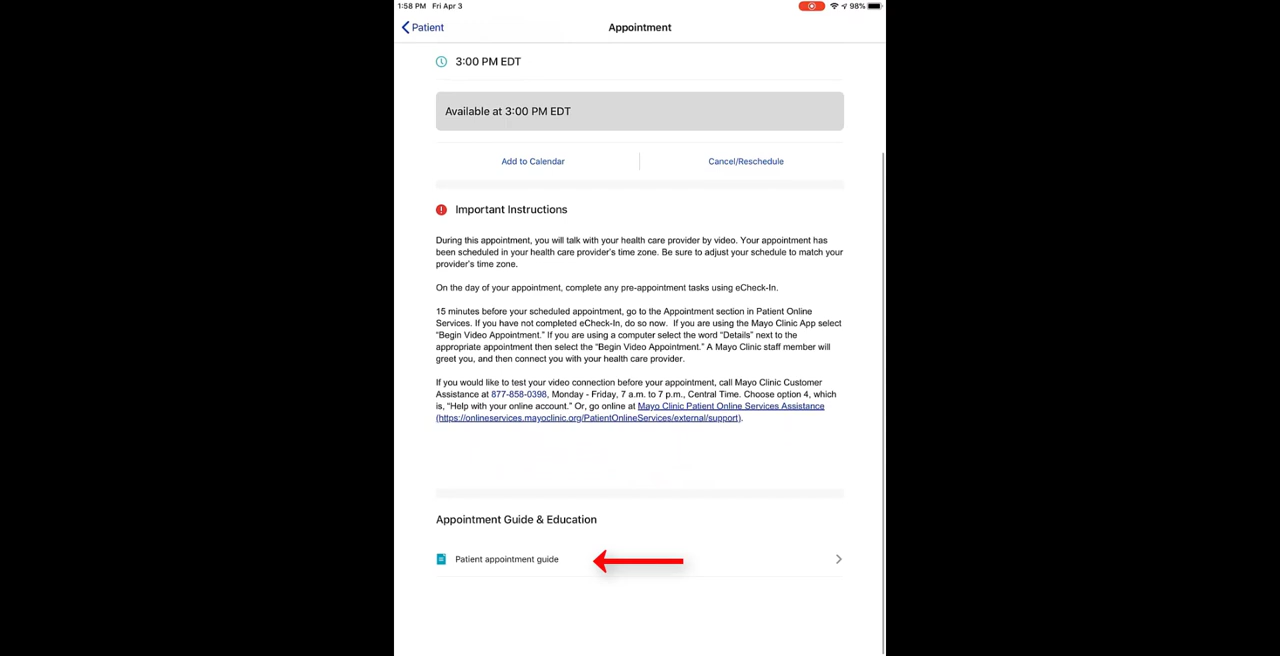 1:58 PM Fri Apr 3
98%
Patient
Appointment
3:00 PM EDT
Available at 3:00 PM EDT
Add to Calendar
Cancel/Reschedule
Important Instructions
During this appointment, you will talk with your health care provider by video. Your appointment has
been scheduled in your health care provider's time zone. Be sure to adjust your schedule to match your
provider's time zone.
On the day of your appointment, complete any pre-appointment tasks using eCheck-In.
15 minutes before your scheduled appointment, go to the Appointment section in Patient Online
Services. If you have not completed eCheck-In, do so now.  If you are using the Mayo Clinic App select
“Begin Video Appointment.” If you are using a computer select the word “Details” next to the
appropriate appointment then select the “Begin Video Appointment.” A Mayo Clinic staff member will
greet you, and then connect you with your health care provider.
If you would like to test your video connection before your appointment, call Mayo Clinic Customer
Assistance at 877-858-0398, Monday - Friday, 7 a.m. to 7 p.m., Central Time. Choose option 4, which
is, “Help with your online account.” Or, go online at Mayo Clinic Patient Online Services Assistance
(https://onlineservices.mayoclinic.org/PatientOnlineServices/external/support).
Appointment Guide & Education
Patient appointment guide